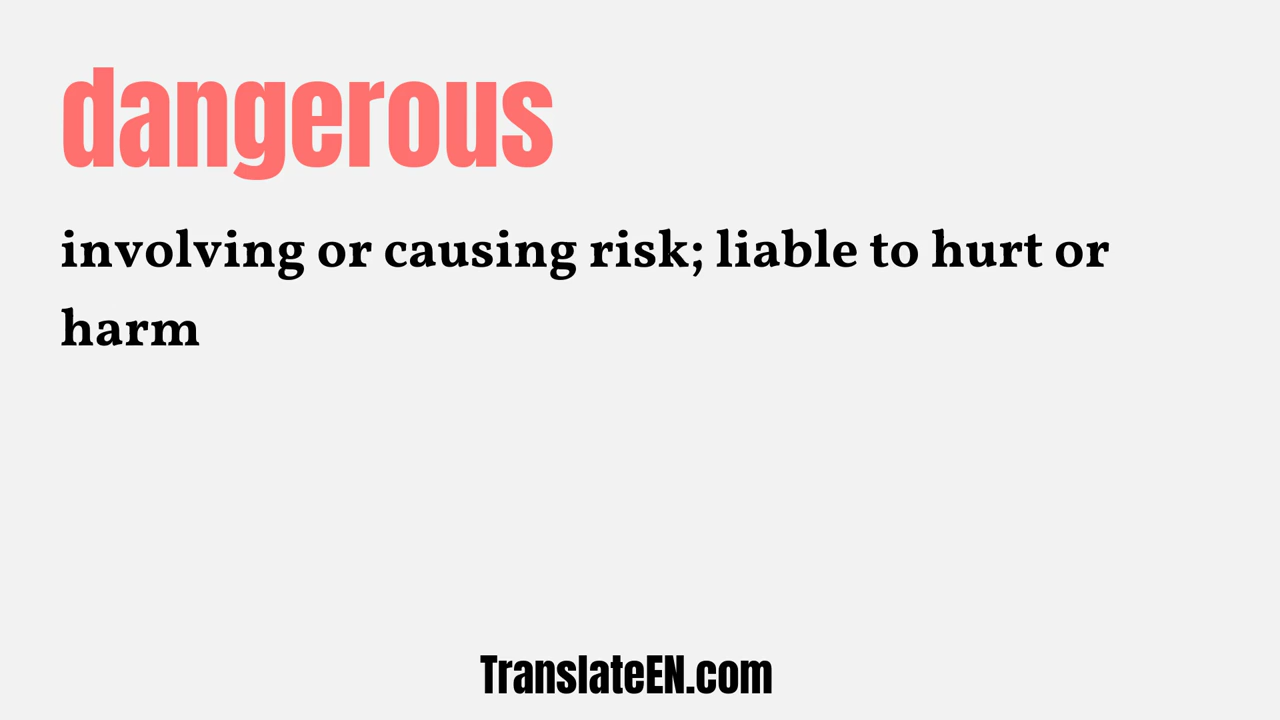 dangerous
involving or causing risk; liable to hurt or
harm
TranslateEN.com